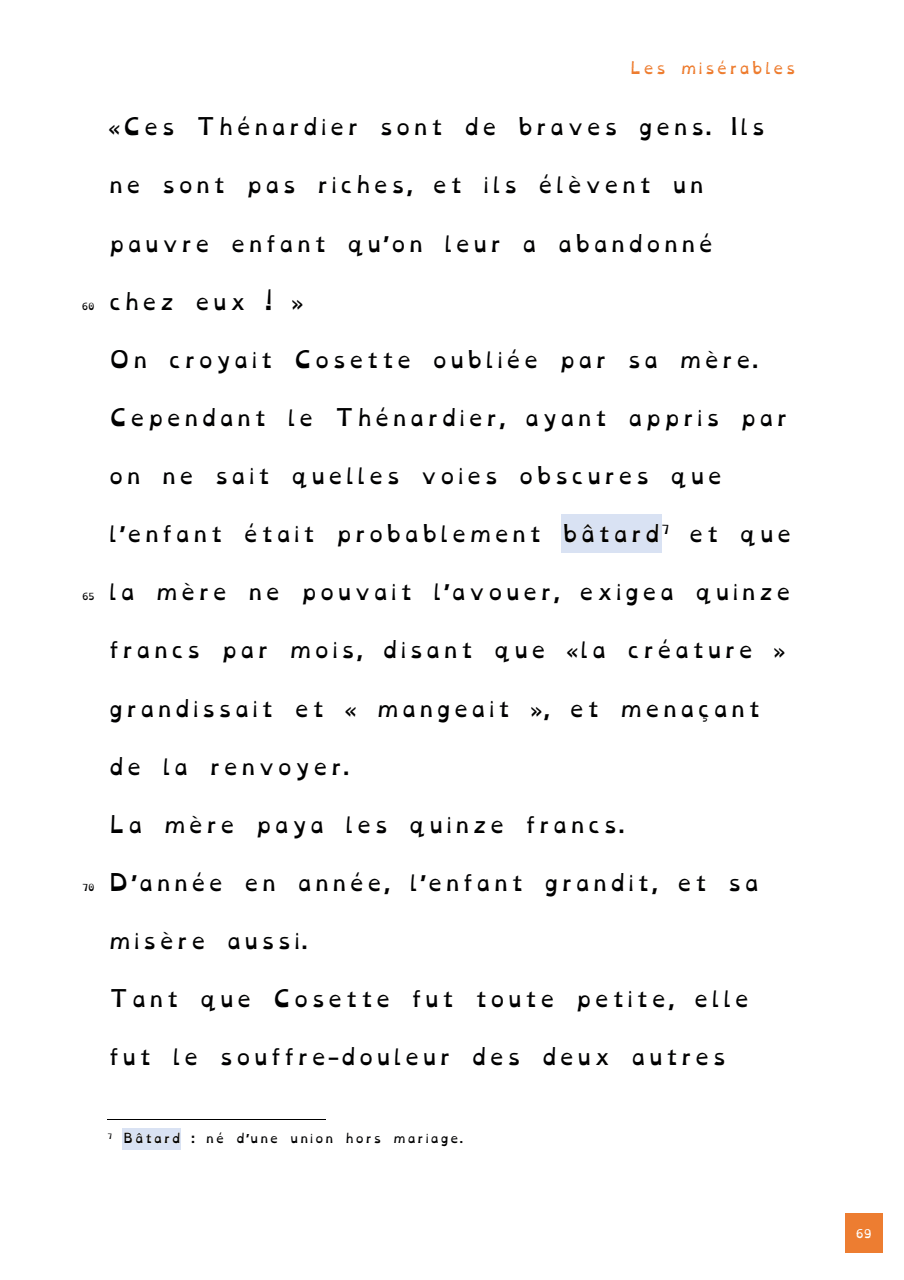 Les misérables
«Ces Thénardier sont de braves gens. Ils
ne sont pas riches, et ils élèvent un
pauvre enfant qu'on leur a abandonné
60 chez eux ! »
On croyait Cosette oubliée par sa mère.
Cependant le Thénardier, ayant appris par
on ne sait quelles voies obscures que
l'enfant était probablement bâtard7 et que
65 la mère ne pouvait l'avouer, exigea quinze
francs par mois, disant que «la créature »
grandissait et « mangeait », et menaçant
de la renvoyer.
La mère paya les quinze francs.
70 D'année en année, l'enfant grandit, et sa
misère aussi.
Tant que Cosette fut toute petite, elle
fut le souffre-douleur des deux autres
7 Bâtard : né d'une union hors mariage.
69